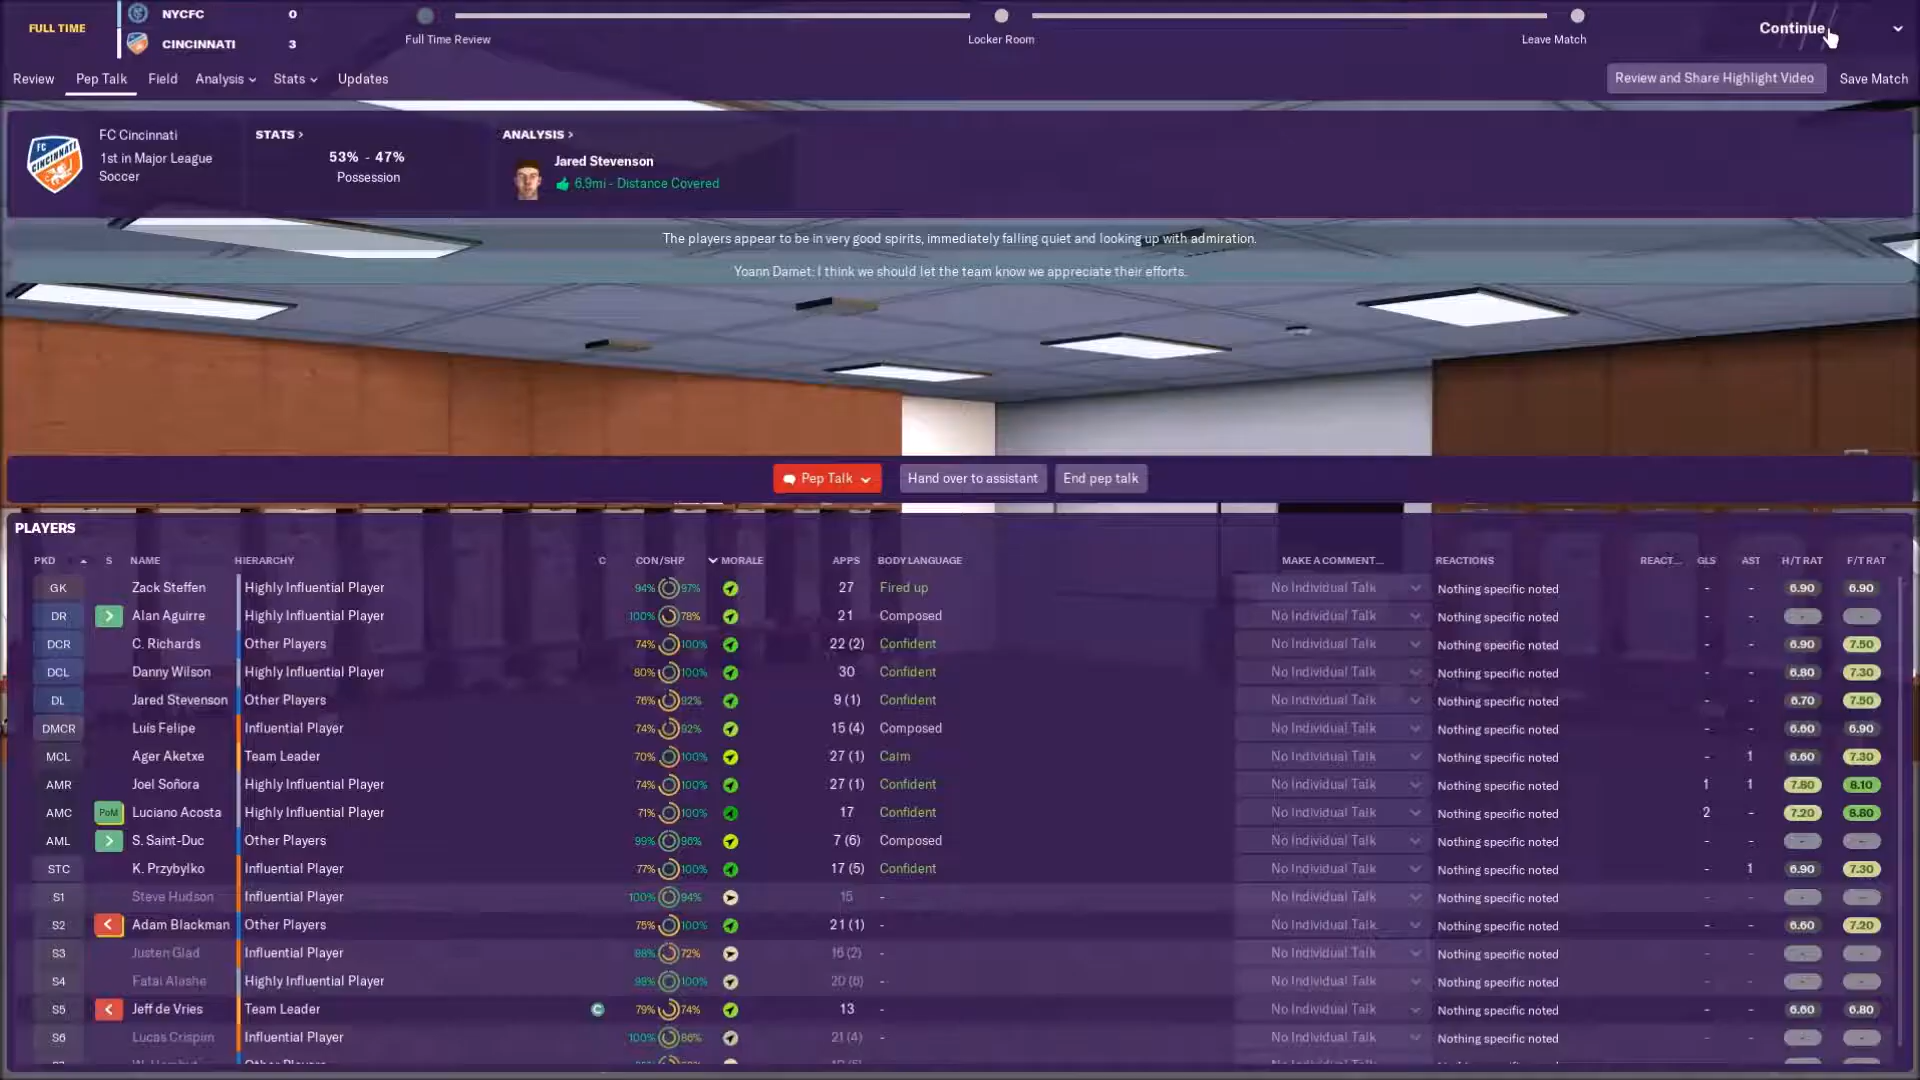 FULL TIME
NYCFC 0
CINCINNATI 3
Full Time Review
Locker Room
Leave Match
Continue
Review Pep Talk Field Analysis Stats Updates
Review and Share Highlight Video Save Match
FC CINCINNATI
FC Cincinnati
1st in Major League
Soccer
STATS >
53% - 47%
Possession
ANALYSIS >
Jared Stevenson
6.9mi - Distance Covered
The players appear to be in very good spirits, immediately falling quiet and looking up with admiration.
Yoann Damet: I think we should let the team know we appreciate their efforts.
Pep Talk Hand over to assistant End pep talk
PLAYERS
PKD S NAME HIERARCHY C CON/SHP MORALE APPS BODY LANGUAGE MAKE A COMMENT... REACTIONS REACT... GLS AST H/T RAT F/T RAT
GK Zack Steffen Highly Influential Player 94% 97% 27 Fired up No Individual Talk Nothing specific noted - - 6.90 6.90
DR Alan Aguirre Highly Influential Player 100% 78% 21 Composed No Individual Talk Nothing specific noted - - - -
DCR C. Richards Other Players 74% 100% 22 (2) Confident No Individual Talk Nothing specific noted - - 6.90 7.50
DCL Danny Wilson Highly Influential Player 80% 100% 30 Confident No Individual Talk Nothing specific noted - - 6.80 7.30
DL Jared Stevenson Other Players 76% 92% 9 (1) Confident No Individual Talk Nothing specific noted - - 6.70 7.50
DMCR Luís Felipe Influential Player 74% 92% 15 (4) Composed No Individual Talk Nothing specific noted - - 6.60 6.90
MCL Ager Aketxe Team Leader 70% 100% 27 (1) Calm No Individual Talk Nothing specific noted - 1 6.60 7.30
AMR Joel Soñora Highly Influential Player 74% 100% 27 (1) Confident No Individual Talk Nothing specific noted 1 1 7.80 8.10
AMC PoM Luciano Acosta Highly Influential Player 71% 100% 17 Confident No Individual Talk Nothing specific noted 2 - 7.20 8.80
AML S. Saint-Duc Other Players 99% 96% 7 (6) Composed No Individual Talk Nothing specific noted - - - -
STC K. Przybylko Influential Player 77% 100% 17 (5) Confident No Individual Talk Nothing specific noted - 1 6.90 7.30
S1 Steve Hudson Influential Player 100% 94% 15 - No Individual Talk Nothing specific noted - - - -
S2 Adam Blackman Other Players 75% 100% 21 (1) - No Individual Talk Nothing specific noted - - 6.60 7.20
S3 Justen Glad Influential Player 88% 72% 16 (2) - No Individual Talk Nothing specific noted - - - -
S4 Fatai Alashe Highly Influential Player 98% 100% 20 (8) - No Individual Talk Nothing specific noted - - - -
S5 Jeff de Vries Team Leader C 79% 74% 13 - No Individual Talk Nothing specific noted - - 6.60 6.80
S6 Lucas Crispim Influential Player 100% 86% 21 (4) - No Individual Talk Nothing specific noted - - - -
Other Players